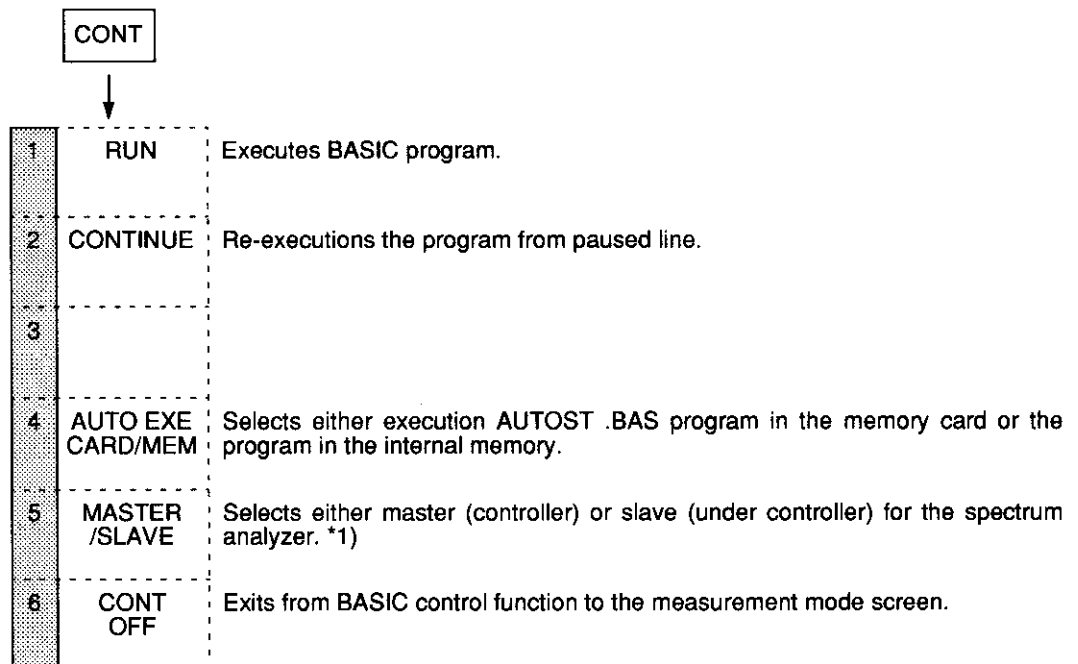 CONT
1 RUN Executes BASIC program.
2 CONTINUE Re-executions the program from paused line.
3
4 AUTO EXE Selects either execution AUTOST .BAS program in the memory card or the
CARD/MEM program in the internal memory.
5 MASTER Selects either master (controller) or slave (under controller) for the spectrum
/SLAVE analyzer. *1)
6 CONT Exits from BASIC control function to the measurement mode screen.
OFF